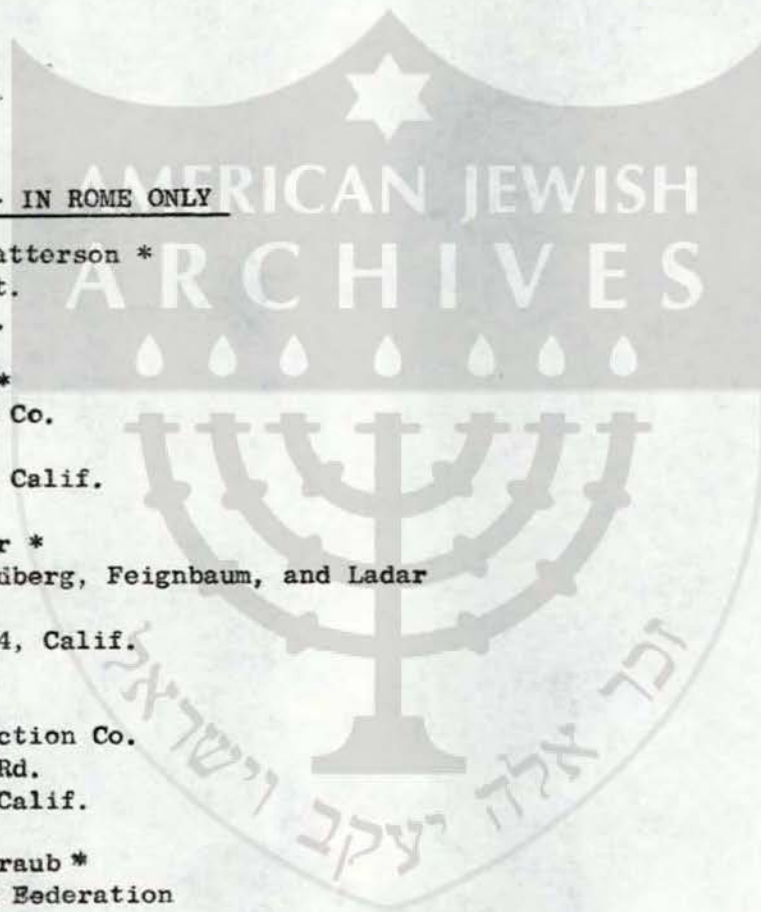 AMERICAN JEWISH
ARCHIVES
- IN ROME ONLY
atterson *
t.
.
*
Co.
Calif.
r *
dberg, Feignbaum, and Ladar
4, Calif.
ction Co.
Rd.
Calif.
raub *
Eederation
זכר אלה יעקב וישראל